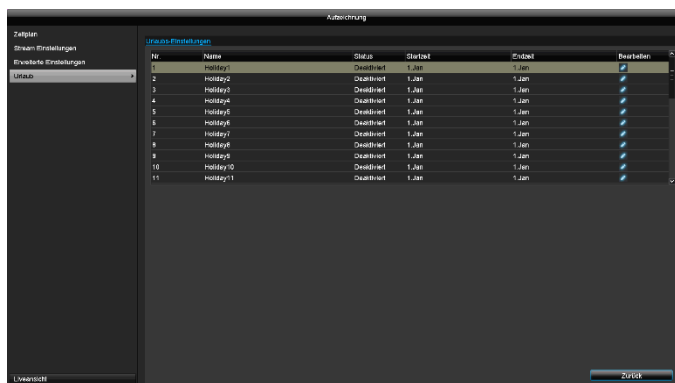 Aufzeichnung
Zeitplan
Stream Einstellungen
Erweiterte Einstellungen
Urlaub
Urlaubs-Einstellungen
Nr. Name Status Startzeit Endzeit Bearbeiten
1 Holiday1 Deaktiviert 1.Jan 1.Jan
2 Holiday2 Deaktiviert 1.Jan 1.Jan
3 Holiday3 Deaktiviert 1.Jan 1.Jan
4 Holiday4 Deaktiviert 1.Jan 1.Jan
5 Holiday5 Deaktiviert 1.Jan 1.Jan
6 Holiday6 Deaktiviert 1.Jan 1.Jan
7 Holiday7 Deaktiviert 1.Jan 1.Jan
8 Holiday8 Deaktiviert 1.Jan 1.Jan
9 Holiday9 Deaktiviert 1.Jan 1.Jan
10 Holiday10 Deaktiviert 1.Jan 1.Jan
11 Holiday11 Deaktiviert 1.Jan 1.Jan
Liveansicht
Zurück